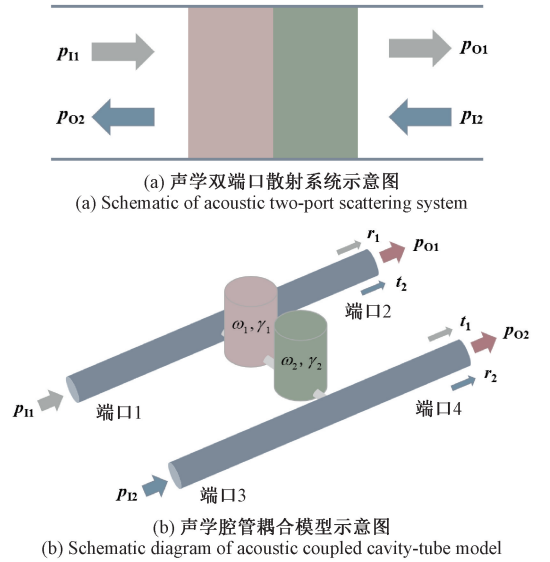 pI1
pO1
pO2
pI2
(a) 声学双端口散射系统示意图
(a) Schematic of acoustic two-port scattering system
r1
pO1
t2
端口2
ω1, γ1
t1
pO2
ω2, γ2
r2
pI1
端口1
端口4
pI2
端口3
(b) 声学腔管耦合模型示意图
(b) Schematic diagram of acoustic coupled cavity-tube model